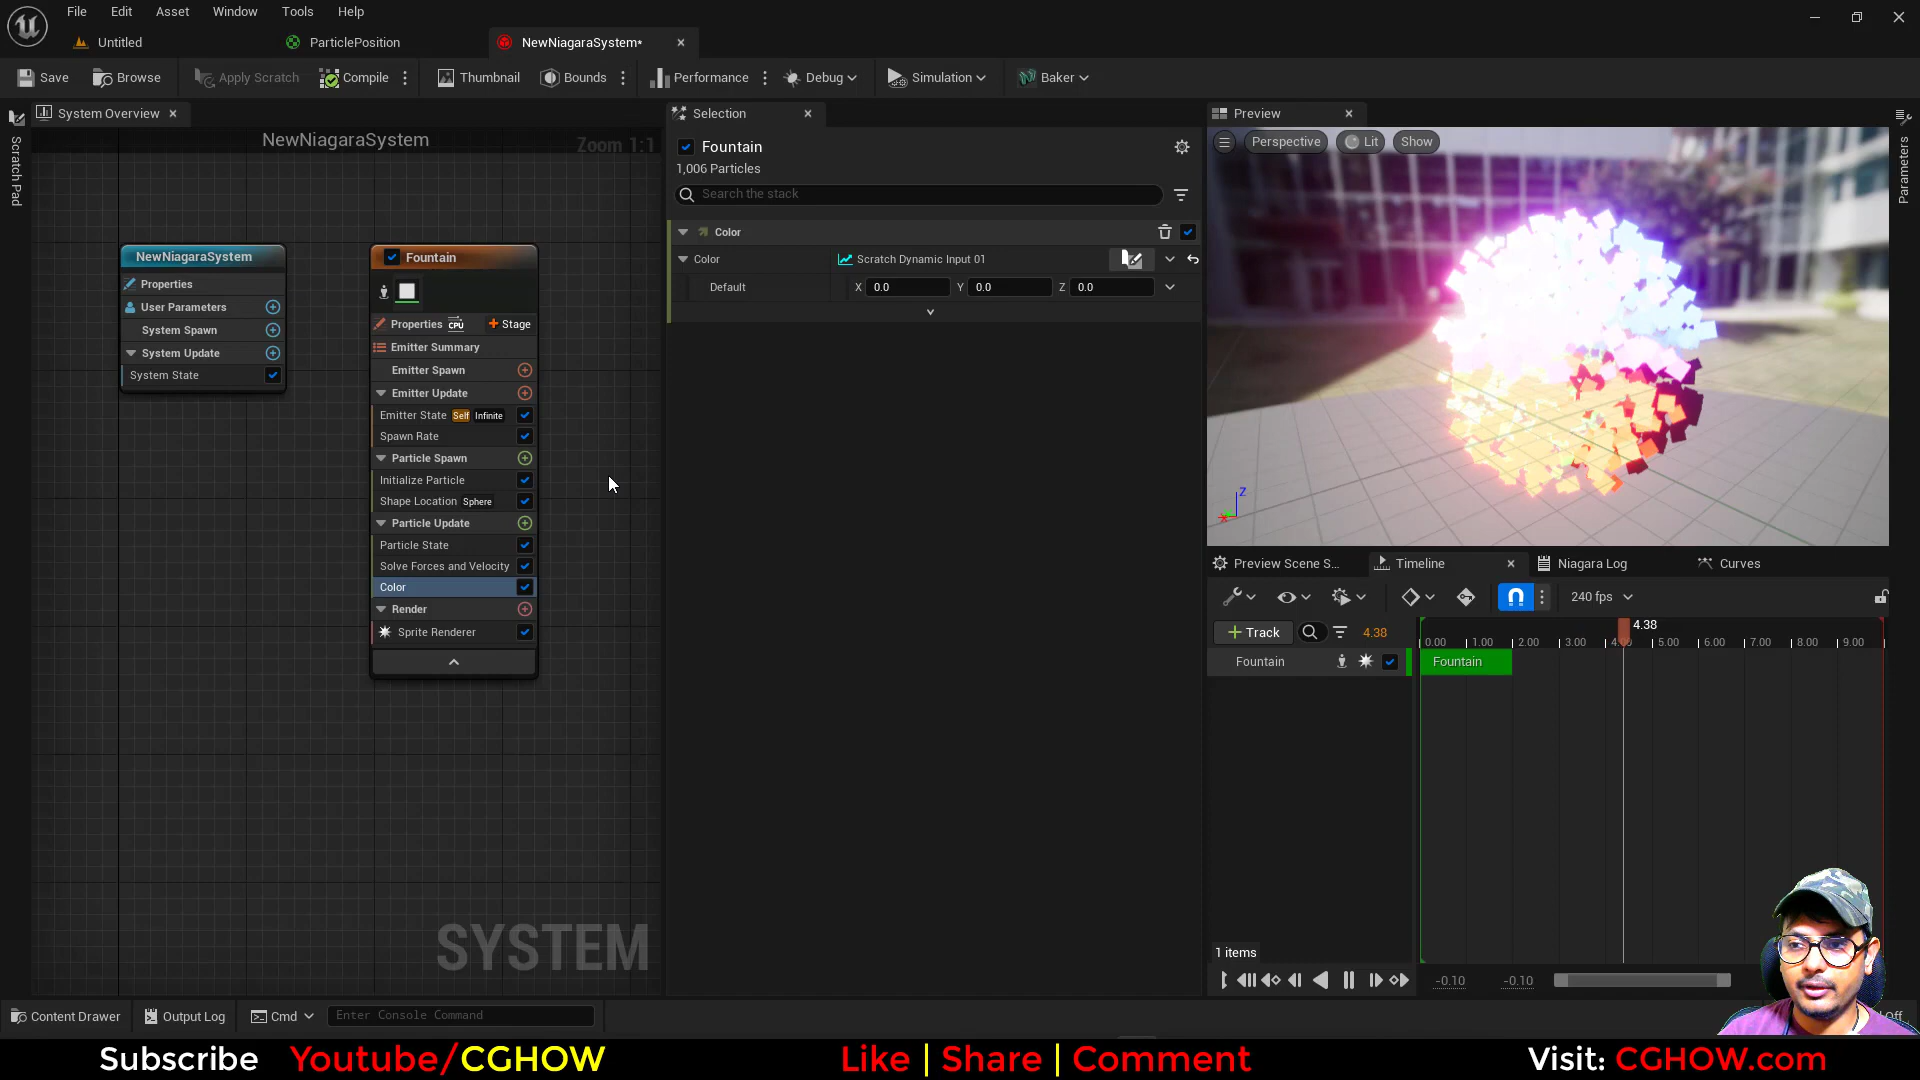 File Edit Asset Window Tools Help
Untitled ParticlePosition NewNiagaraSystem*
Save Browse Apply Scratch Compile Thumbnail Bounds Performance Debug Simulation Baker
Scratch Pad
System Overview
NewNiagaraSystem
Zoom 1:1
NewNiagaraSystem
Properties
User Parameters
System Spawn
System Update
System State
Fountain
Properties CPU Stage
Emitter Summary
Emitter Spawn
Emitter Update
Emitter State Self Infinite
Spawn Rate
Particle Spawn
Initialize Particle
Shape Location Sphere
Particle Update
Particle State
Solve Forces and Velocity
Color
Render
Sprite Renderer
SYSTEM
Selection
Fountain
1,006 Particles
Search the stack
Color
Color Scratch Dynamic Input 01
Default X 0.0 Y 0.0 Z 0.0
Preview
Perspective Lit Show
Z
X
Parameters
Preview Scene S... Timeline Niagara Log Curves
240 fps
Track 4.38
4.38
0.00 1.00 2.00 3.00 4.00 5.00 6.00 7.00 8.00 9.00
Fountain Fountain
1 items
-0.10 -0.10
Content Drawer Output Log Cmd Enter Console Command
Off
Subscribe Youtube/CGHOW Like | Share | Comment Visit: CGHOW.com